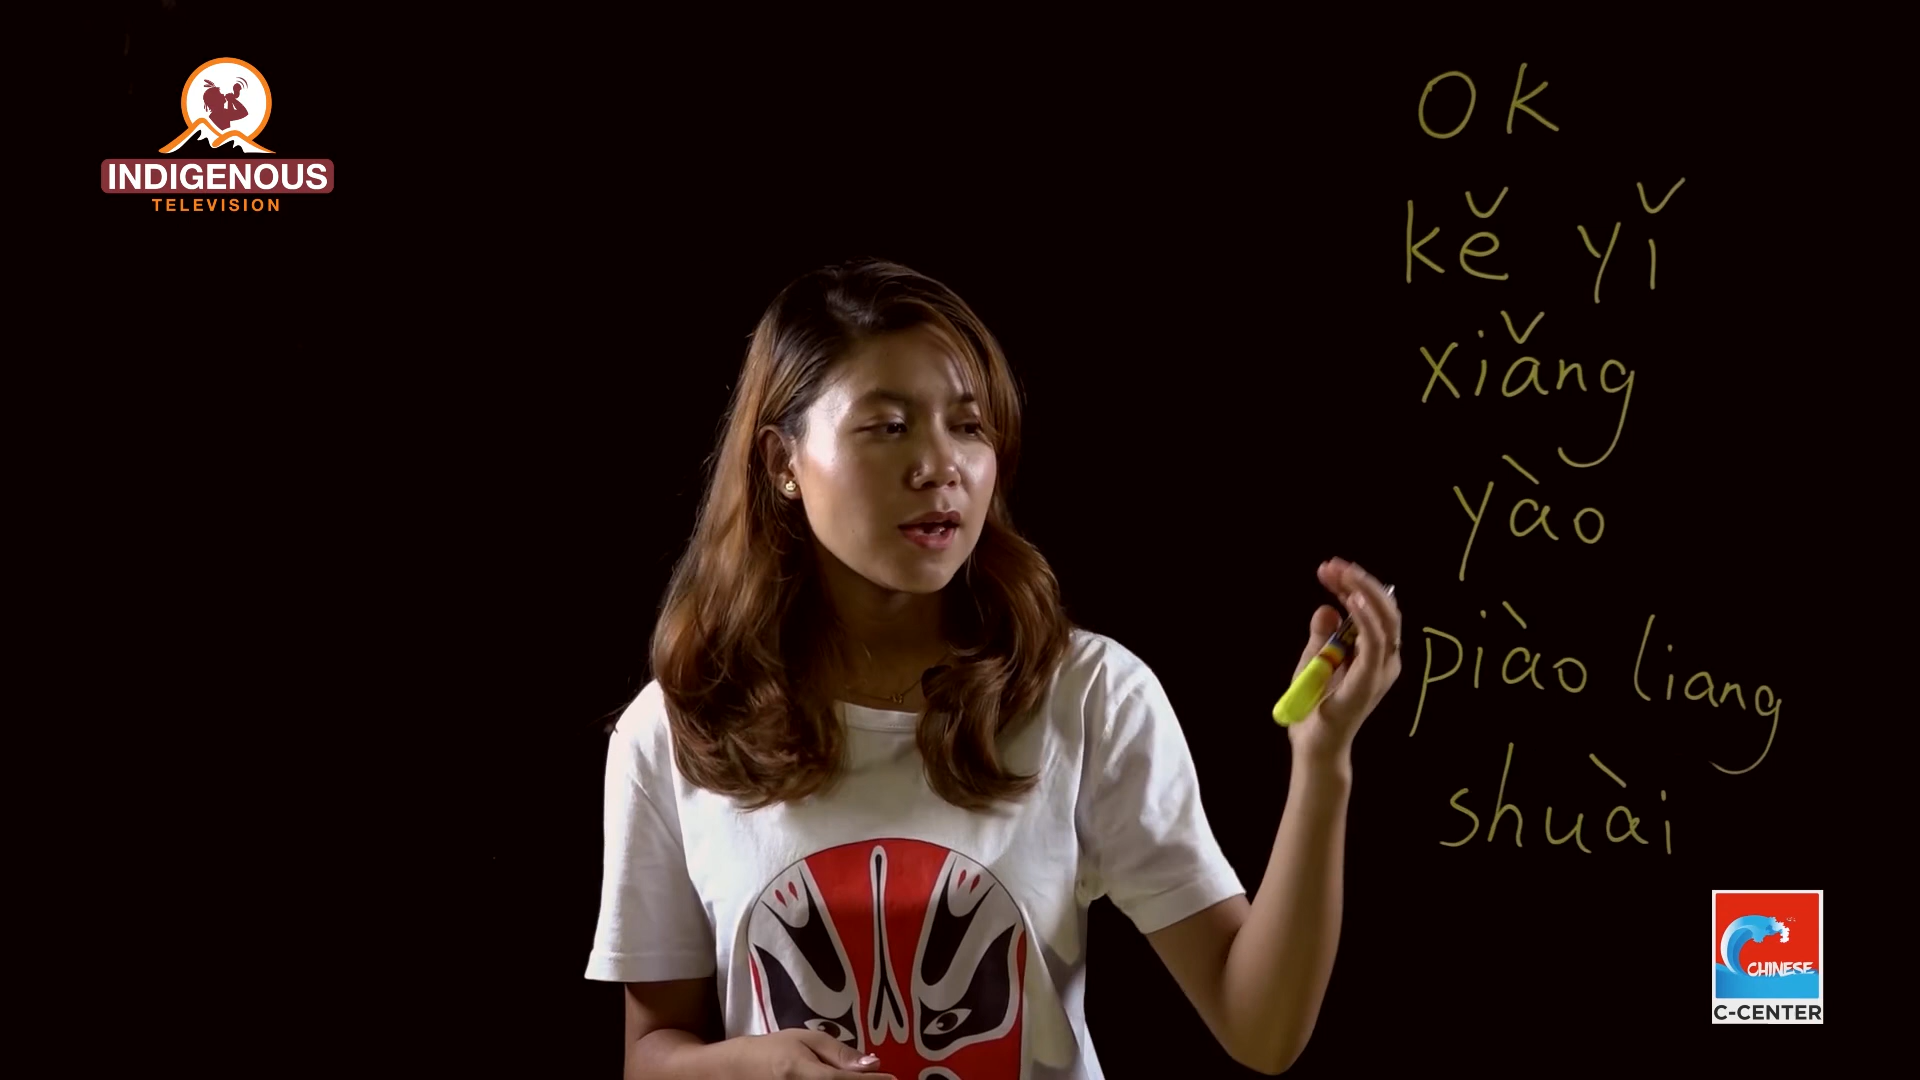 INDIGENOUS
TELEVISION
OK
kě yǐ
xiǎng
yào
piào liang
shuài
CHINESE
C-CENTER